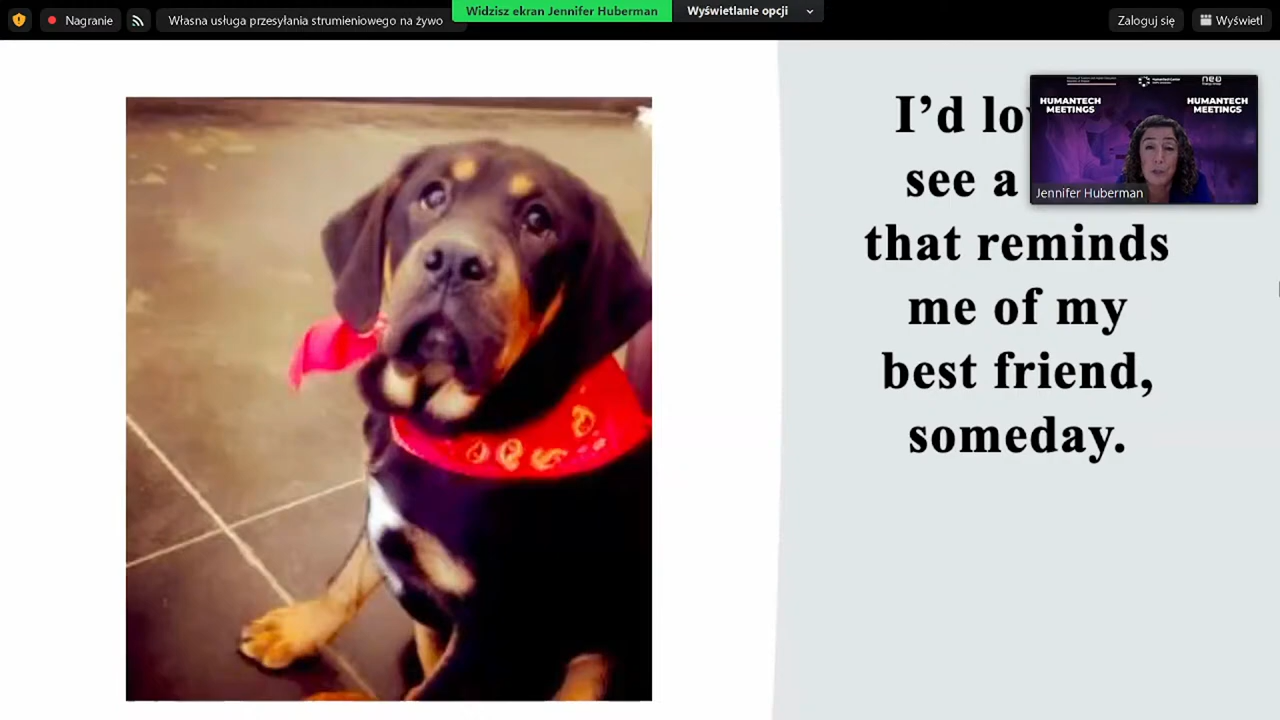 Nagranie
Własna usługa przesyłania strumieniowego na żywo
Widzisz ekran Jennifer Huberman
Wyświetlanie opcji
Zaloguj się
Wyświetl
I’d
see a
that reminds
me of my
best friend,
someday.
HUMANTECH
MEETINGS
HUMANTECH
MEETINGS
Jennifer Huberman